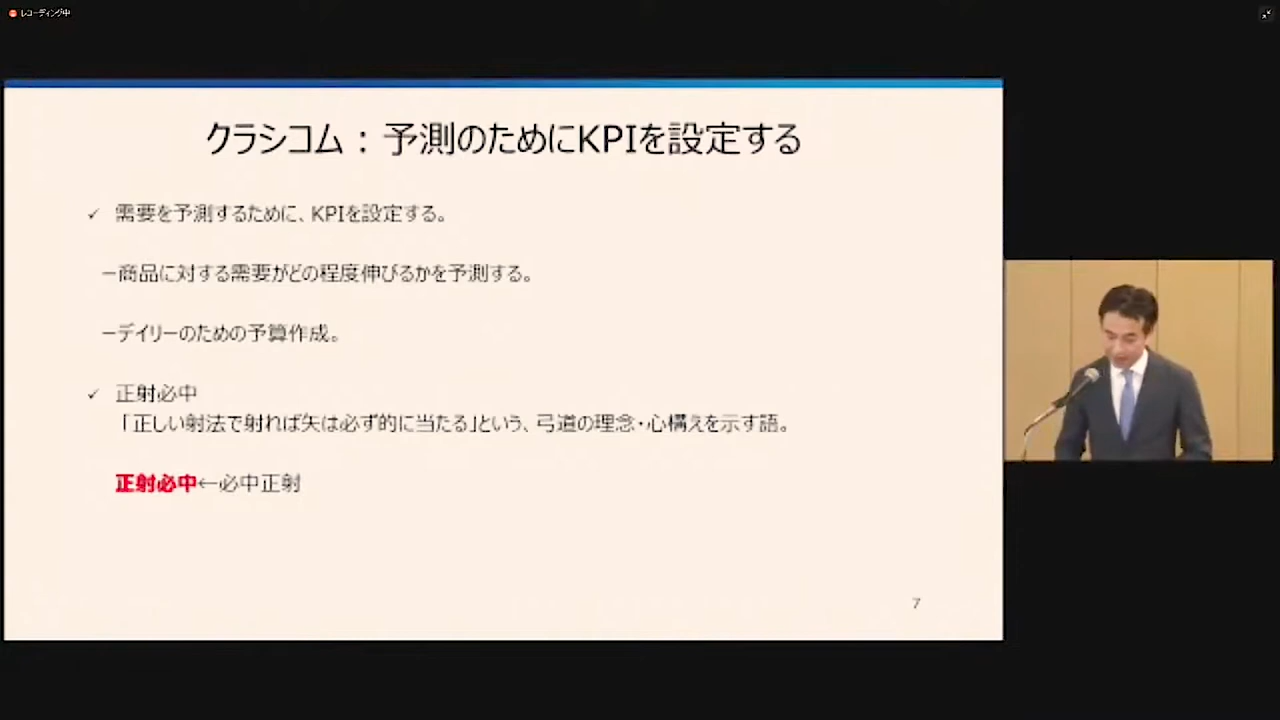 レコーディング中
クラシコム：予測のためにKPIを設定する
✓ 需要を予測するために、KPIを設定する。
－商品に対する需要がどの程度伸びるかを予測する。
－デイリーのための予算作成。
✓ 正射必中
「正しい射法で射れば矢は必ず的に当たる」という、弓道の理念・心構えを示す語。
正射必中←必中正射
7